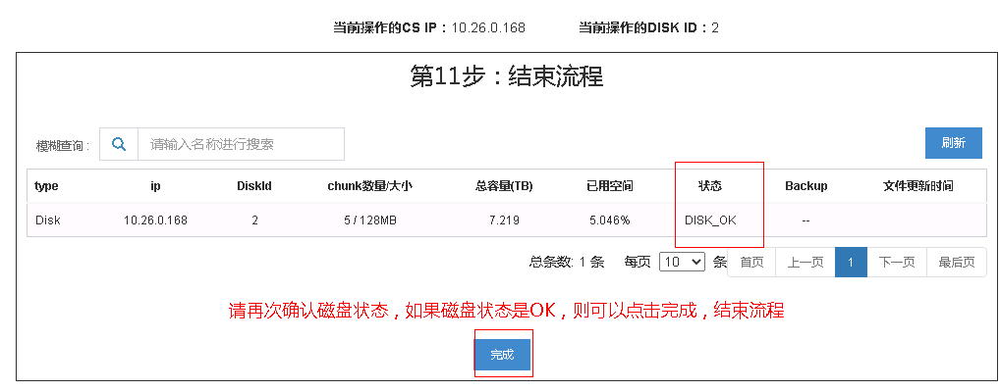 当前操作的CS IP：10.26.0.168 当前操作的DISK ID：2
第11步：结束流程
模糊查询： 请输入名称进行搜索 刷新
type ip DiskId chunk数量/大小 总容量(TB) 已用空间 状态 Backup 文件更新时间
Disk 10.26.0.168 2 5 / 128MB 7.219 5.046% DISK_OK --
总条数: 1 条 每页 10 条 首页 上一页 1 下一页 最后页
请再次确认磁盘状态，如果磁盘状态是OK，则可以点击完成，结束流程
完成